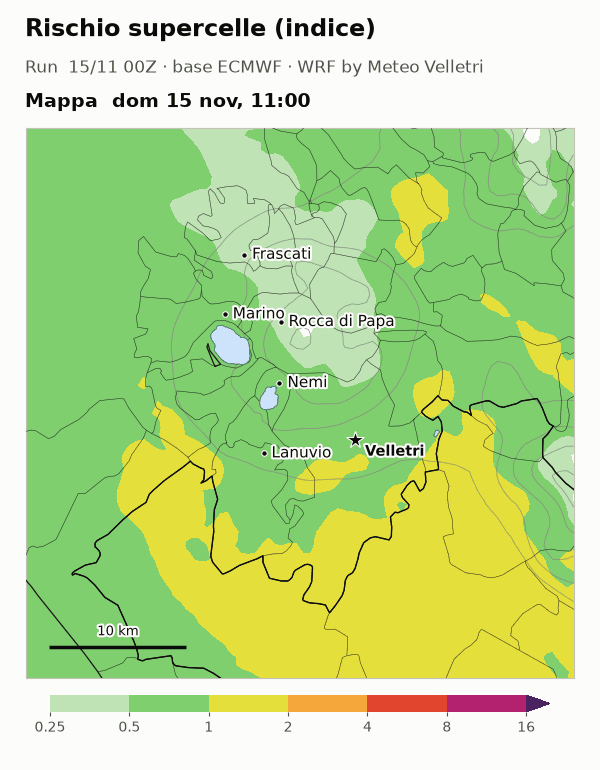 Rischio supercelle (indice)
Run  15/11 00Z · base ECMWF · WRF by Meteo Velletri
Mappa  dom 15 nov, 11:00
Frascati
Marino
Rocca di Papa
Nemi
Velletri
Lanuvio
10 km
0.25 0.5 1 2 4 8 16